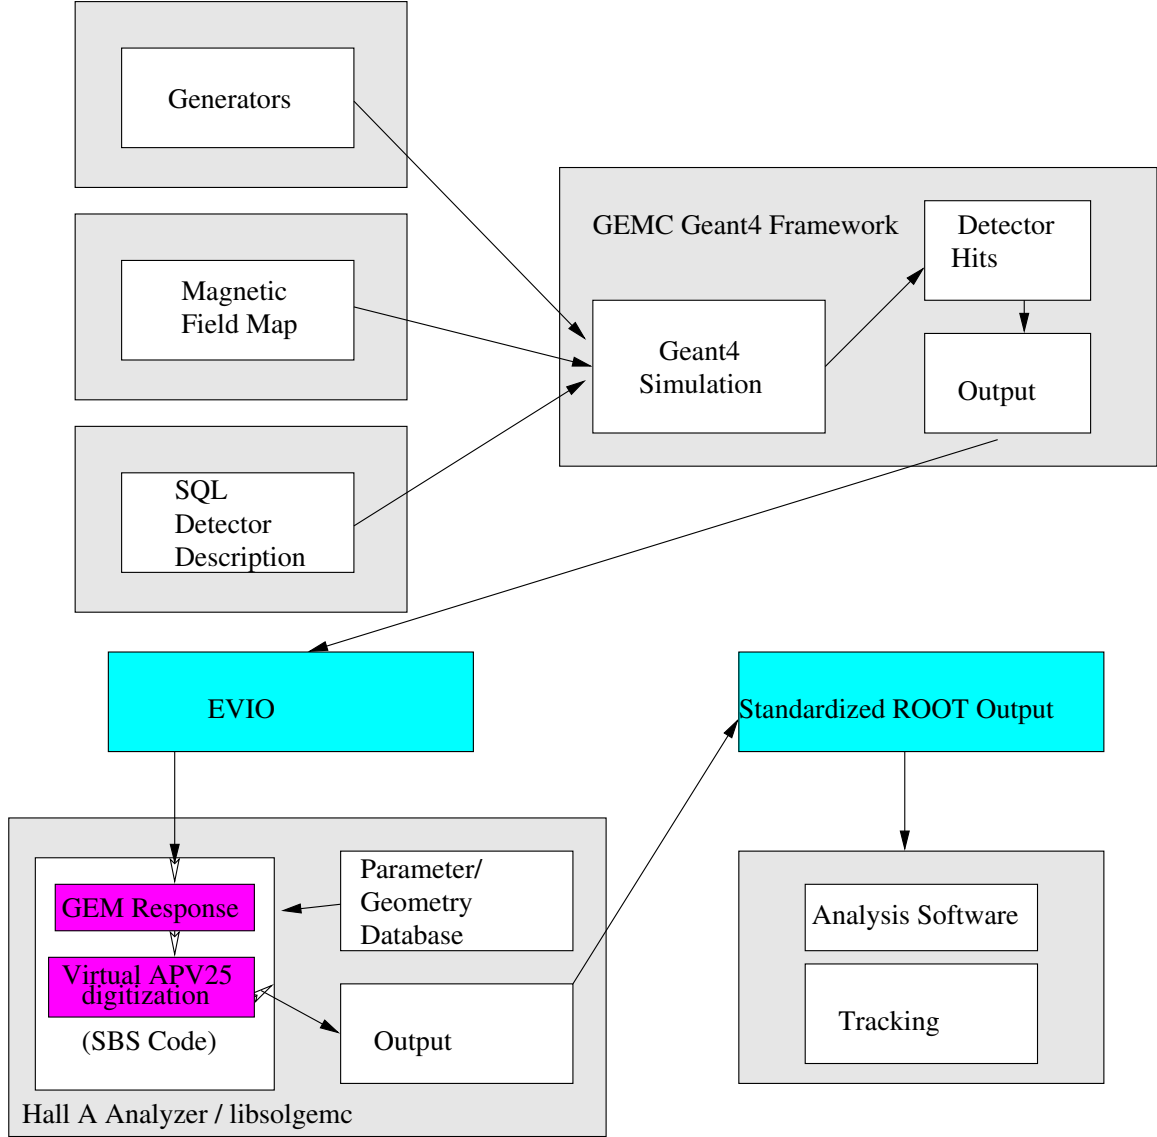 Generators
Magnetic
Field Map
SQL
Detector
Description
GEMC Geant4 Framework
Geant4
Simulation
Detector
Hits
Output
EVIO
Standardized ROOT Output
GEM Response
Virtual APV25
digitization
(SBS Code)
Parameter/
Geometry
Database
Output
Hall A Analyzer / libsolgemc
Analysis Software
Tracking